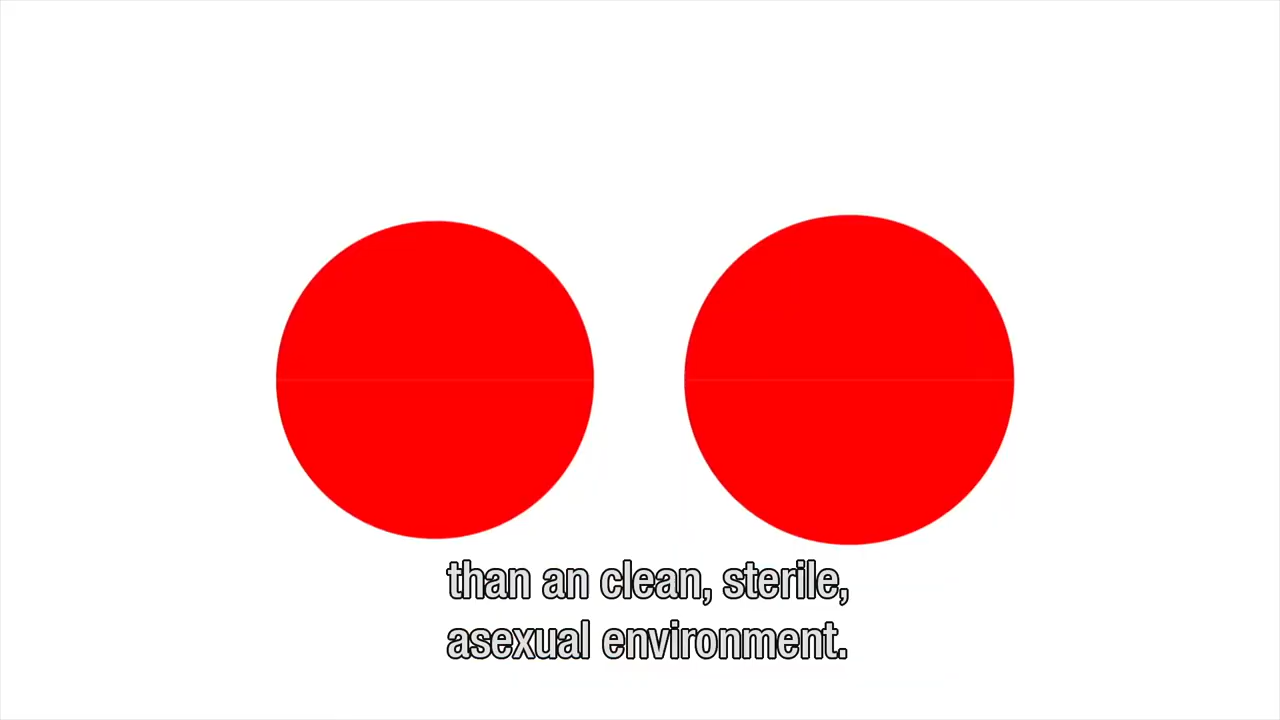 than an clean, sterile,
asexual environment.